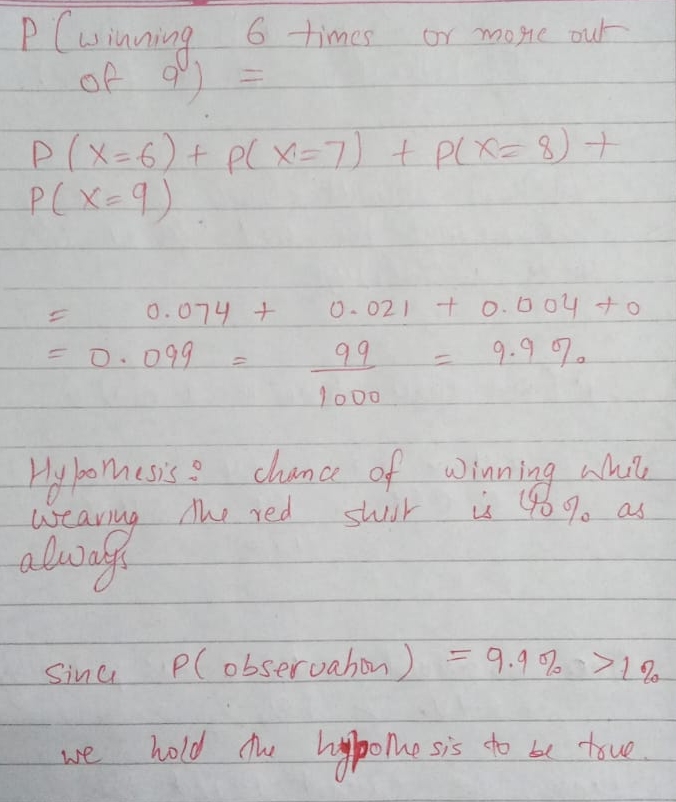 P (winning 6 times or more out
of 9) =
P(X=6) + P(X=7) + P(X=8) +
P(X=9)
= 0.074 + 0.021 + 0.004 + 0
= 0.099 = 99/1000 = 9.9 %
Hypothesis: chance of winning while
wearing the red shirt is 40% as
always
Since P(observation) = 9.9% >1%
we hold the hypothesis to be true.